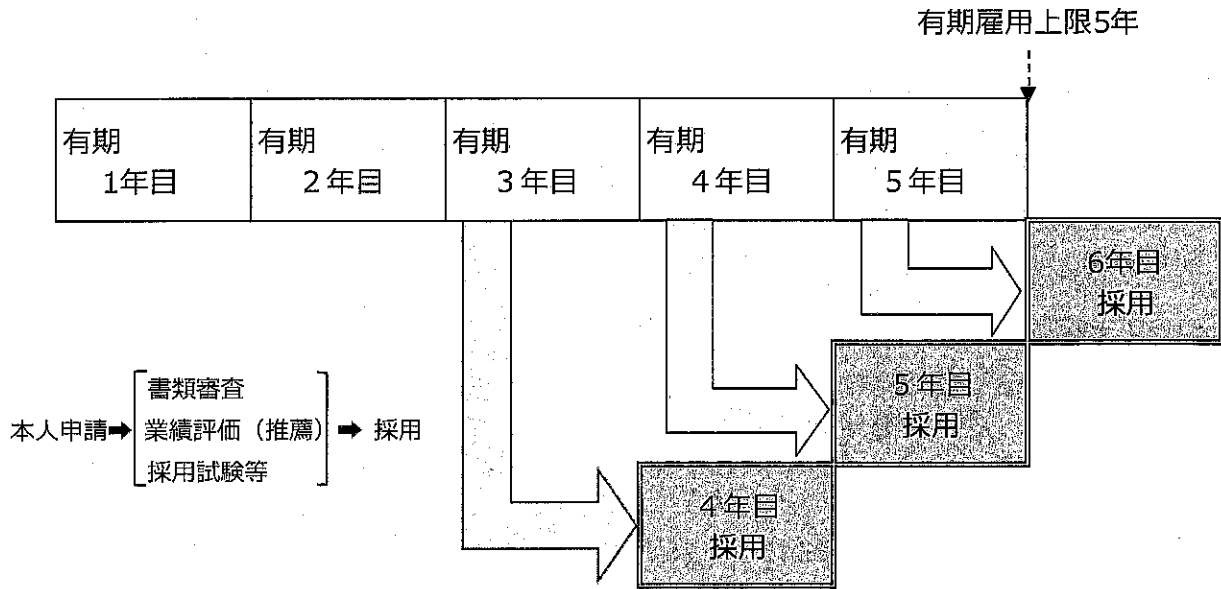 有期雇用上限5年
有期
1年目
有期
2年目
有期
3年目
有期
4年目
有期
5年目
6年目
採用
5年目
採用
4年目
採用
書類審査
本人申請➡業績評価（推薦）➡ 採用
採用試験等